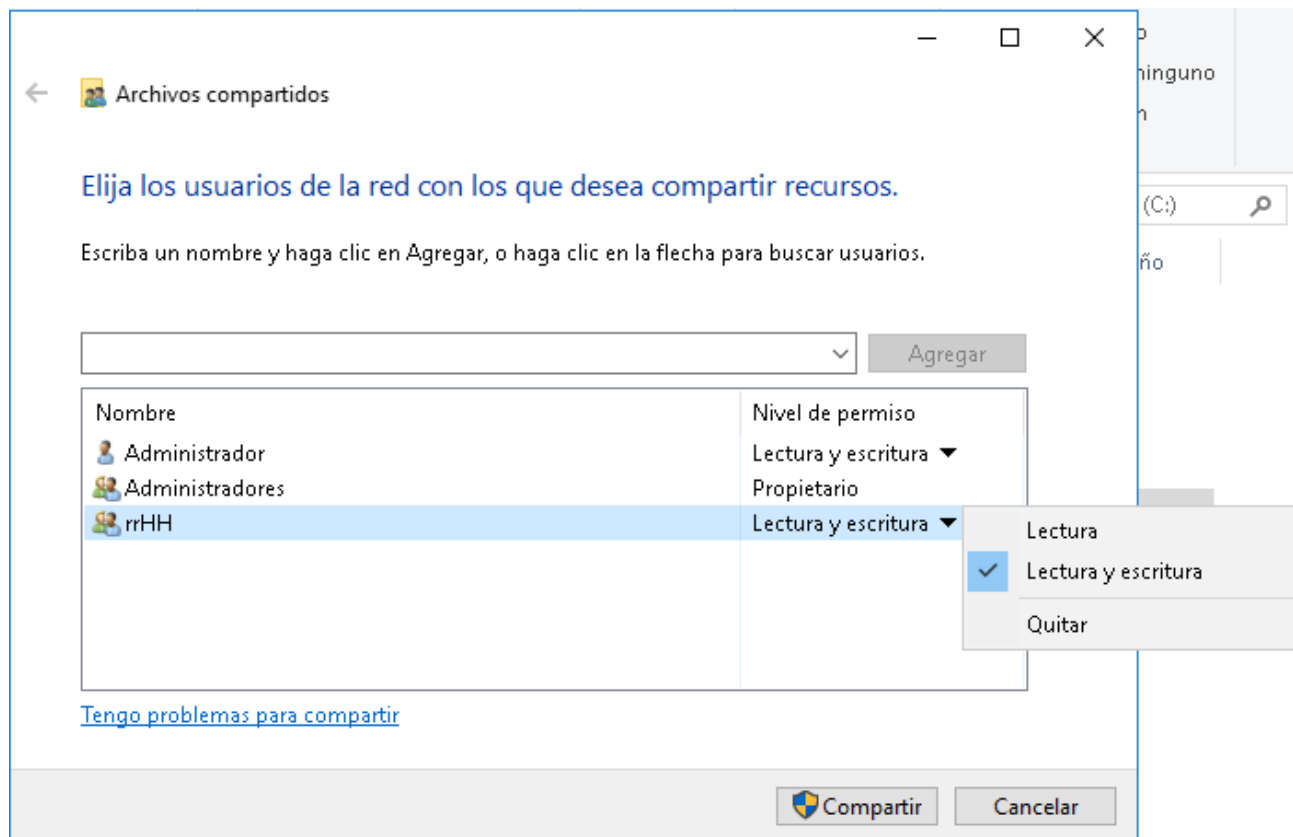 Archivos compartidos
Elija los usuarios de la red con los que desea compartir recursos.
Escriba un nombre y haga clic en Agregar, o haga clic en la flecha para buscar usuarios.
Agregar
Nombre Nivel de permiso
Administrador Lectura y escritura
Administradores Propietario
rrHH Lectura y escritura
Lectura
Lectura y escritura
Quitar
Tengo problemas para compartir
Compartir Cancelar
ninguno
(C:)
ño